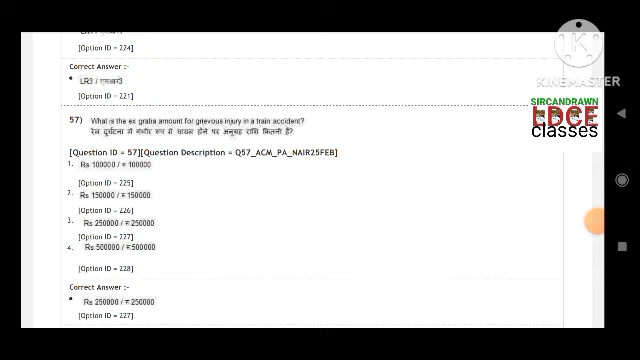 [Option ID = 224]
Correct Answer :-
LR3 / एलआर3
[Option ID = 221]
57) What is the ex gratia amount for grievous injury in a train accident?
रेल दुर्घटना में गंभीर रूप से घायल होने पर अनुग्रह राशि कितनी है?
[Question ID = 57][Question Description = Q57_ACM_PA_NAIR25FEB]
1. Rs 100000 / रू 100000
[Option ID = 225]
2. Rs 150000 / रू 150000
[Option ID = 226]
3. Rs 250000 / रू 250000
[Option ID = 227]
4. Rs 500000 / रू 500000
[Option ID = 228]
Correct Answer :-
Rs 250000 / रू 250000
[Option ID = 227]
KINEMASTER
SIRCANDRAWN
LDCE
classes